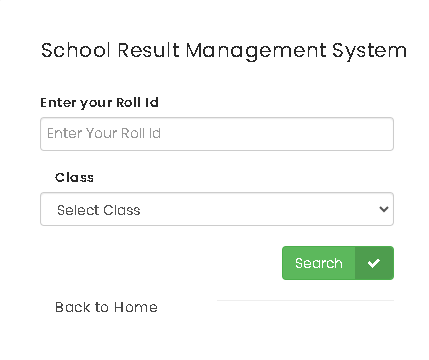 School Result Management System
Enter your Roll Id
Enter Your Roll Id
Class
Select Class
Search
Back to Home